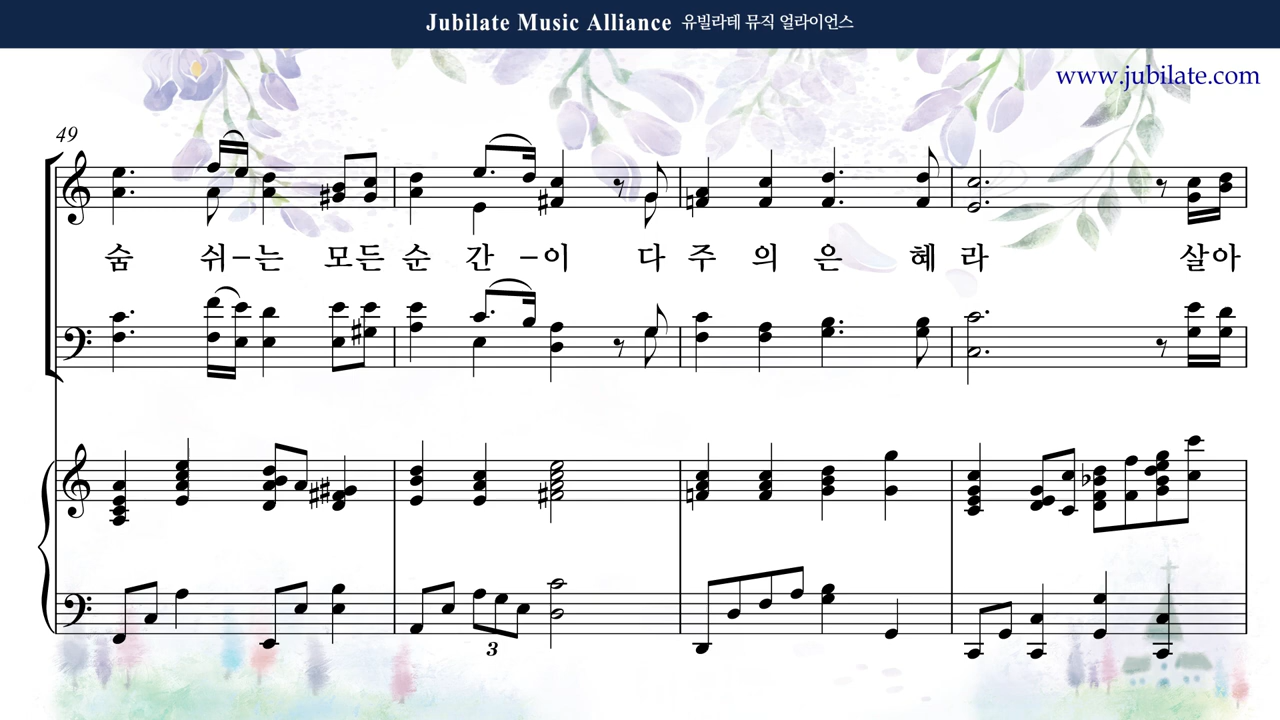 Jubilate Music Alliance 유빌라테 뮤직 얼라이언스
www.jubilate.com
49
숨 쉬-는 모든 순 간 -이 다 주 의 은 혜 라 살아
3